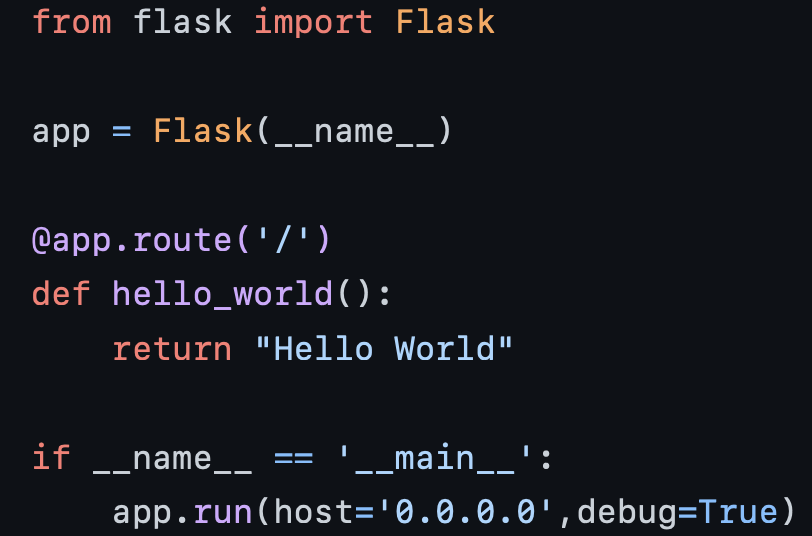 from flask import Flask
app = Flask(__name__)
@app.route('/')
def hello_world():
    return "Hello World"
if __name__ == '__main__':
    app.run(host='0.0.0.0',debug=True)